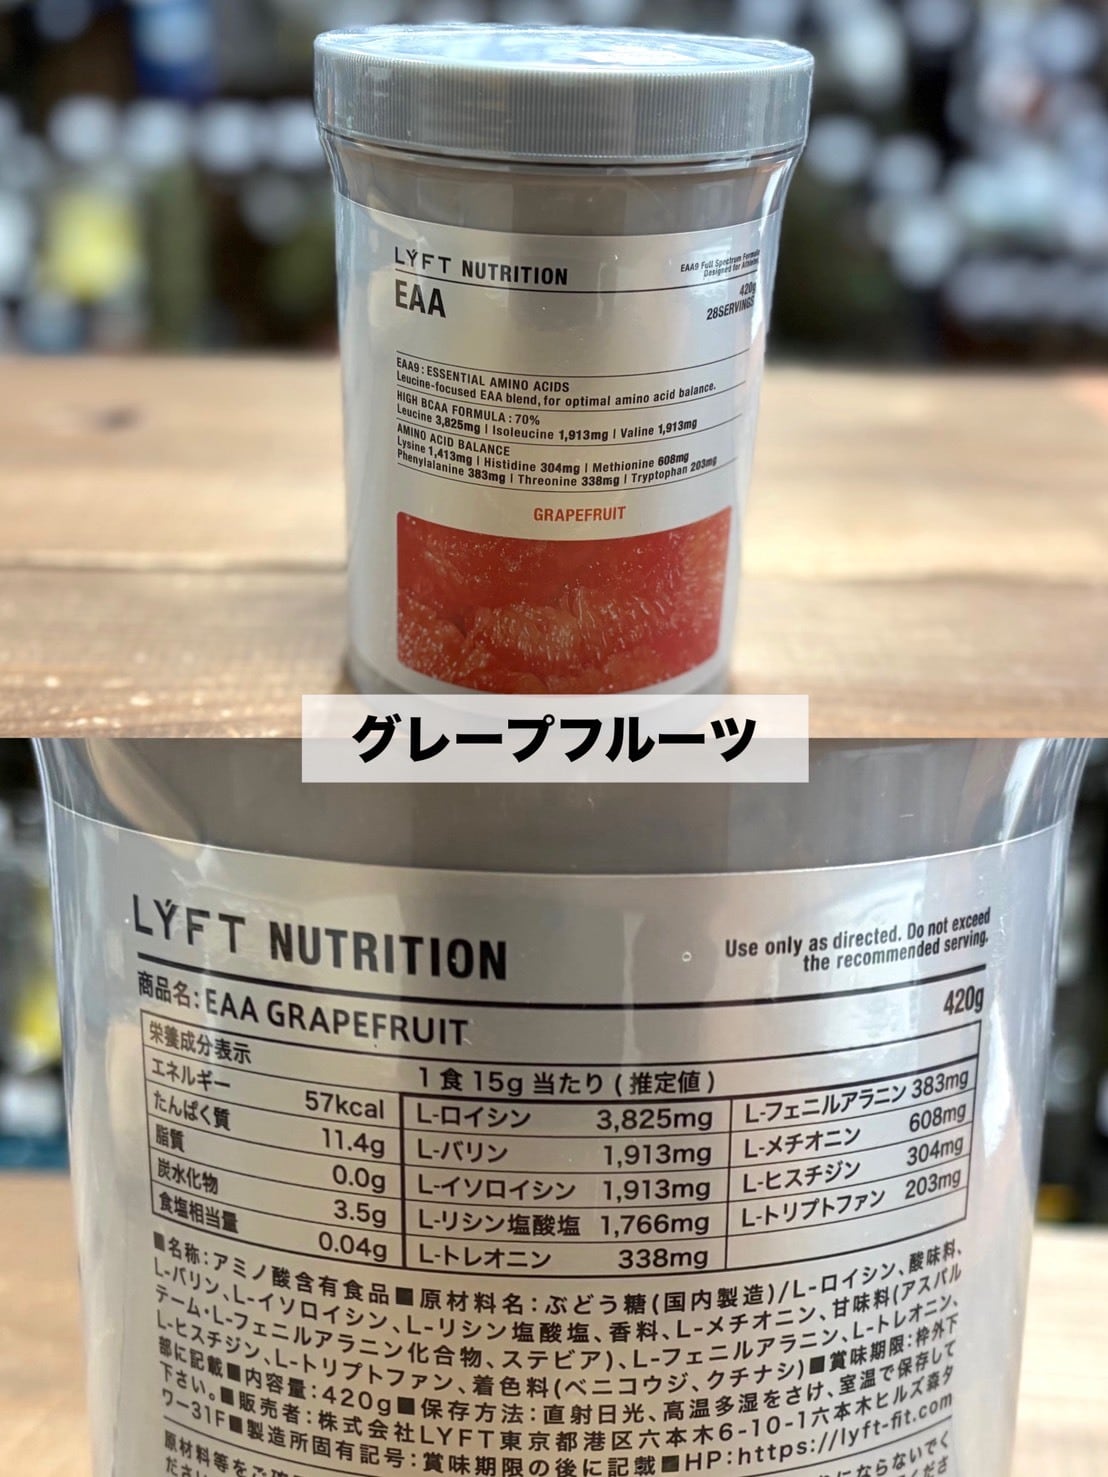 LÝFT NUTRITION
EAA9 Full Spectrum Formula
Designed for Athletes
EAA
420g
28SERVINGS
EAA9 : ESSENTIAL AMINO ACIDS
Leucine-focused EAA blend, for optimal amino acid balance.
HIGH BCAA FORMULA : 70%
Leucine 3,825mg | Isoleucine 1,913mg | Valine 1,913mg
AMINO ACID BALANCE
Lysine 1,413mg | Histidine 304mg | Methionine 608mg
Phenylalanine 383mg | Threonine 338mg | Tryptophan 203mg
GRAPEFRUIT
グレープフルーツ
LÝFT NUTRITION
Use only as directed. Do not exceed
the recommended serving.
商品名: EAA GRAPEFRUIT
420g
栄養成分表示
1食15g当たり(推定値)
エネルギー 57kcal
たんぱく質 11.4g
脂質 0.0g
炭水化物 3.5g
食塩相当量 0.04g
L-ロイシン 3,825mg
L-バリン 1,913mg
L-イソロイシン 1,913mg
L-リシン塩酸塩 1,766mg
L-トレオニン 338mg
L-フェニルアラニン 383mg
L-メチオニン 608mg
L-ヒスチジン 304mg
L-トリプトファン 203mg
■名称:アミノ酸含有食品■原材料名:ぶどう糖(国内製造)/L-ロイシン、酸味料、
L-バリン、L-イソロイシン、L-リシン塩酸塩、香料、L-メチオニン、甘味料(アスパル
テーム・L-フェニルアラニン化合物、ステビア)、L-フェニルアラニン、L-トレオニン、
L-ヒスチジン、L-トリプトファン、着色料(ベニコウジ、クチナシ)■賞味期限:枠外下
部に記載■内容量:420g■保存方法:直射日光、高温多湿をさけ、室温で保存して
下さい。■販売者:株式会社LYFT東京都港区六本木6-10-1六本木ヒルズ森タ
ワー31F■製造所固有記号:賞味期限の後に記載■HP:https://lyft-fit.com
原材料等をご確
にならないでく